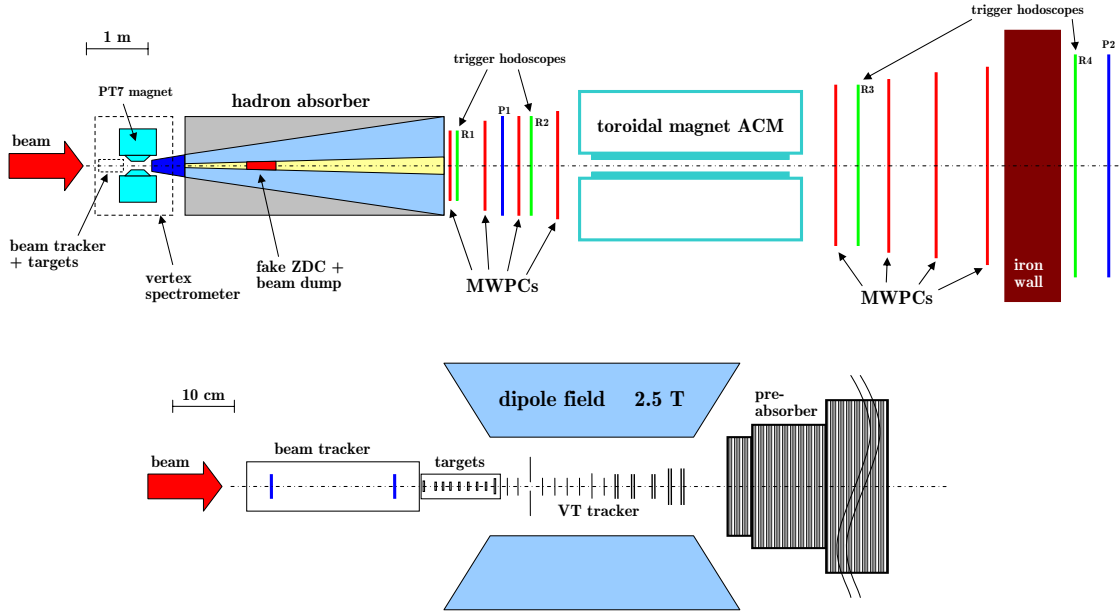 1 m
PT7 magnet
hadron absorber
trigger hodoscopes
trigger hodoscopes
P2
R4
R3
P1
R1
R2
toroidal magnet ACM
beam
beam tracker
+ targets
vertex
spectrometer
fake ZDC +
beam dump
MWPCs
MWPCs
iron
wall
10 cm
dipole field 2.5 T
pre-
absorber
beam tracker
targets
beam
VT tracker